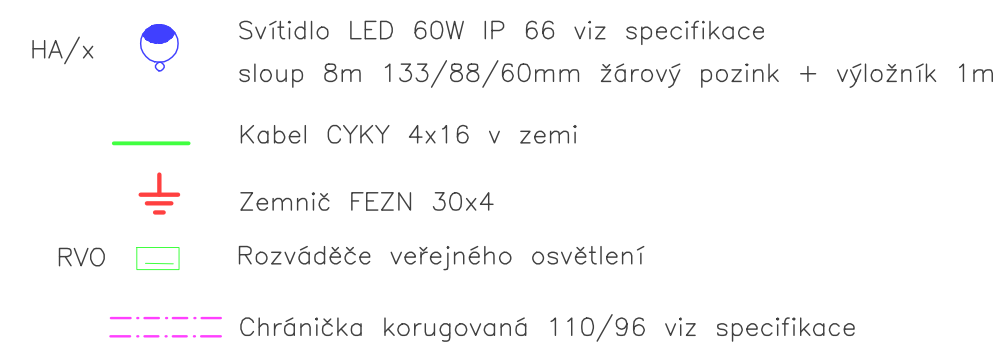 HA/x Svítidlo LED 60W IP 66 viz specifikace
sloup 8m 133/88/60mm žárový pozink + výložník 1m
Kabel CYKY 4x16 v zemi
Zemnič FEZN 30x4
RVO Rozváděče veřejného osvětlení
Chránička korugovaná 110/96 viz specifikace